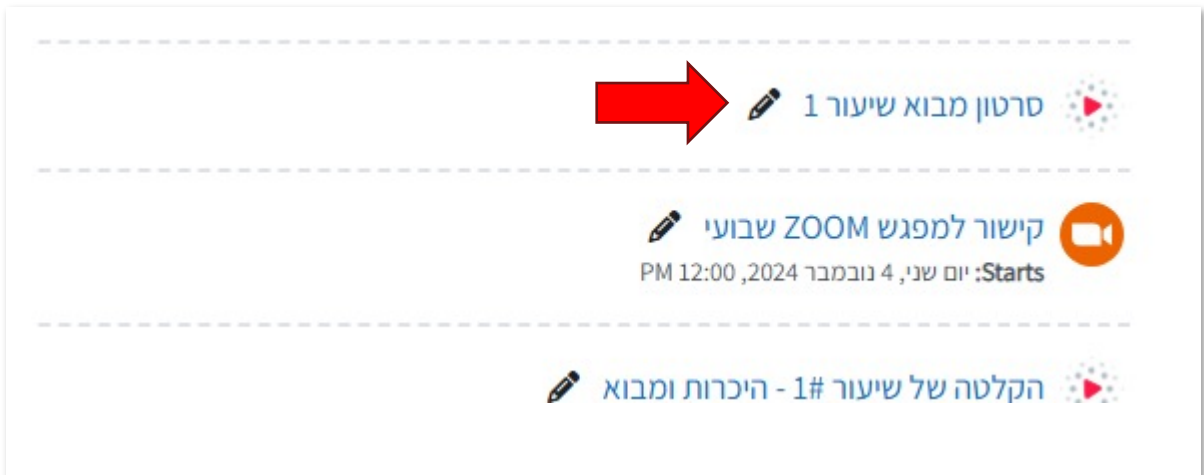 סרטון מבוא שיעור 1
קישור למפגש ZOOM שבועי
Starts: יום שני, 4 נובמבר 2024, 12:00 PM
הקלטה של שיעור #1 - היכרות ומבוא